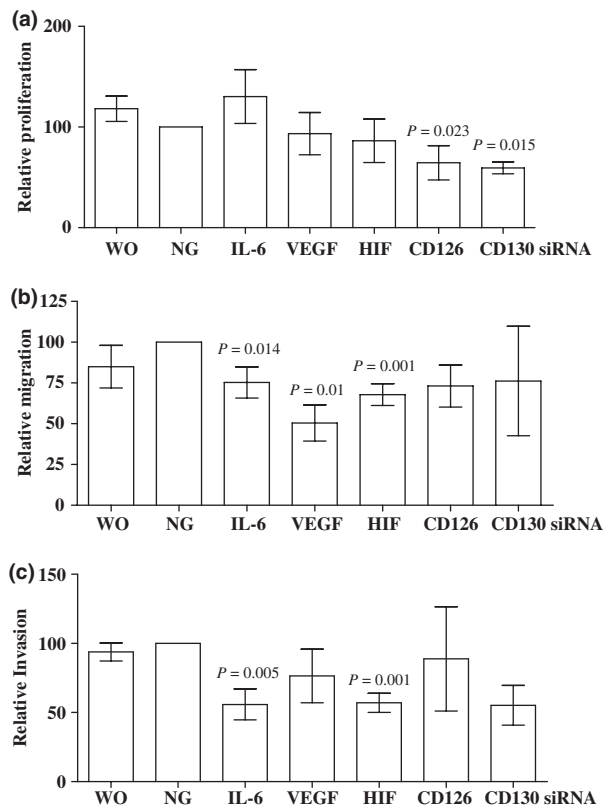 (a)
200
Relative proliferation
100
P = 0.023
P = 0.015
0
WO NG IL-6 VEGF HIF CD126 CD130 siRNA
(b)
125
Relative migration
100
P = 0.014
P = 0.001
75
P = 0.01
50
25
0
WO NG IL-6 VEGF HIF CD126 CD130 siRNA
(c)
150
Relative Invasion
100
P = 0.005
P = 0.001
50
0
WO NG IL-6 VEGF HIF CD126 CD130 siRNA